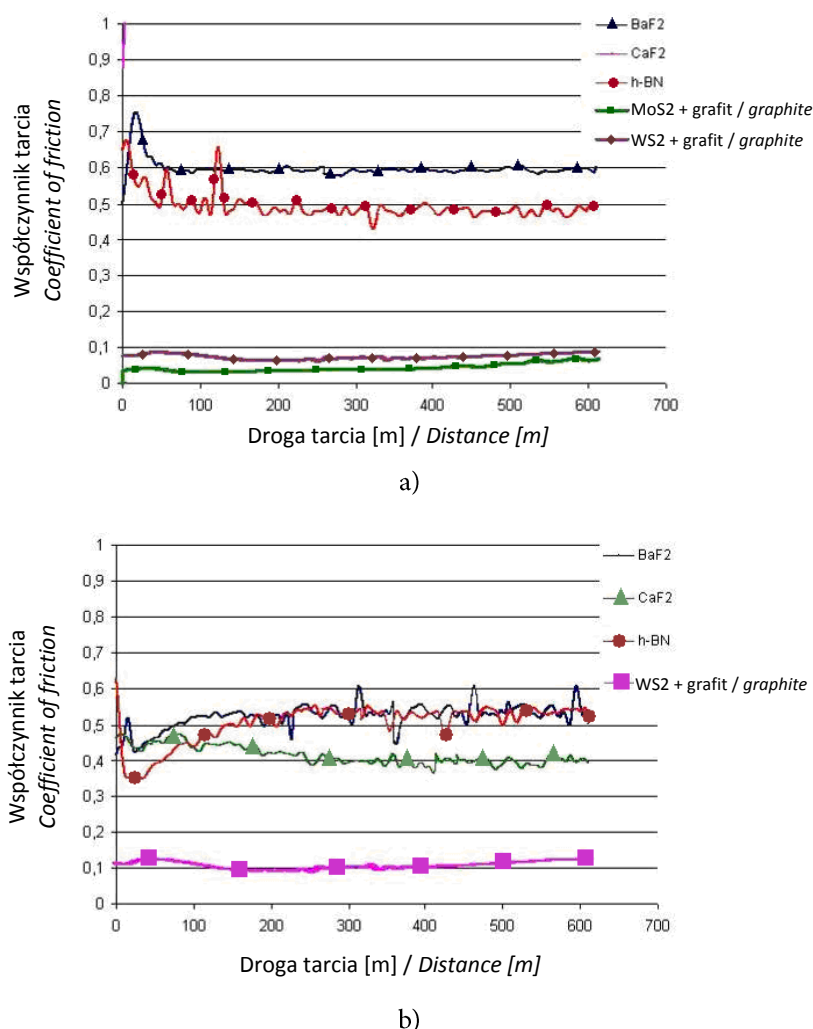 Współczynnik tarcia
Coefficient of friction
1
0,9
0,8
0,7
0,6
0,5
0,4
0,3
0,2
0,1
0
0 100 200 300 400 500 600 700
Droga tarcia [m] / Distance [m]
BaF2
CaF2
h-BN
MoS2 + grafit / graphite
WS2 + grafit / graphite
a)
Współczynnik tarcia
Coefficient of friction
1
0,9
0,8
0,7
0,6
0,5
0,4
0,3
0,2
0,1
0
0 100 200 300 400 500 600 700
Droga tarcia [m] / Distance [m]
BaF2
CaF2
h-BN
WS2 + grafit / graphite
b)